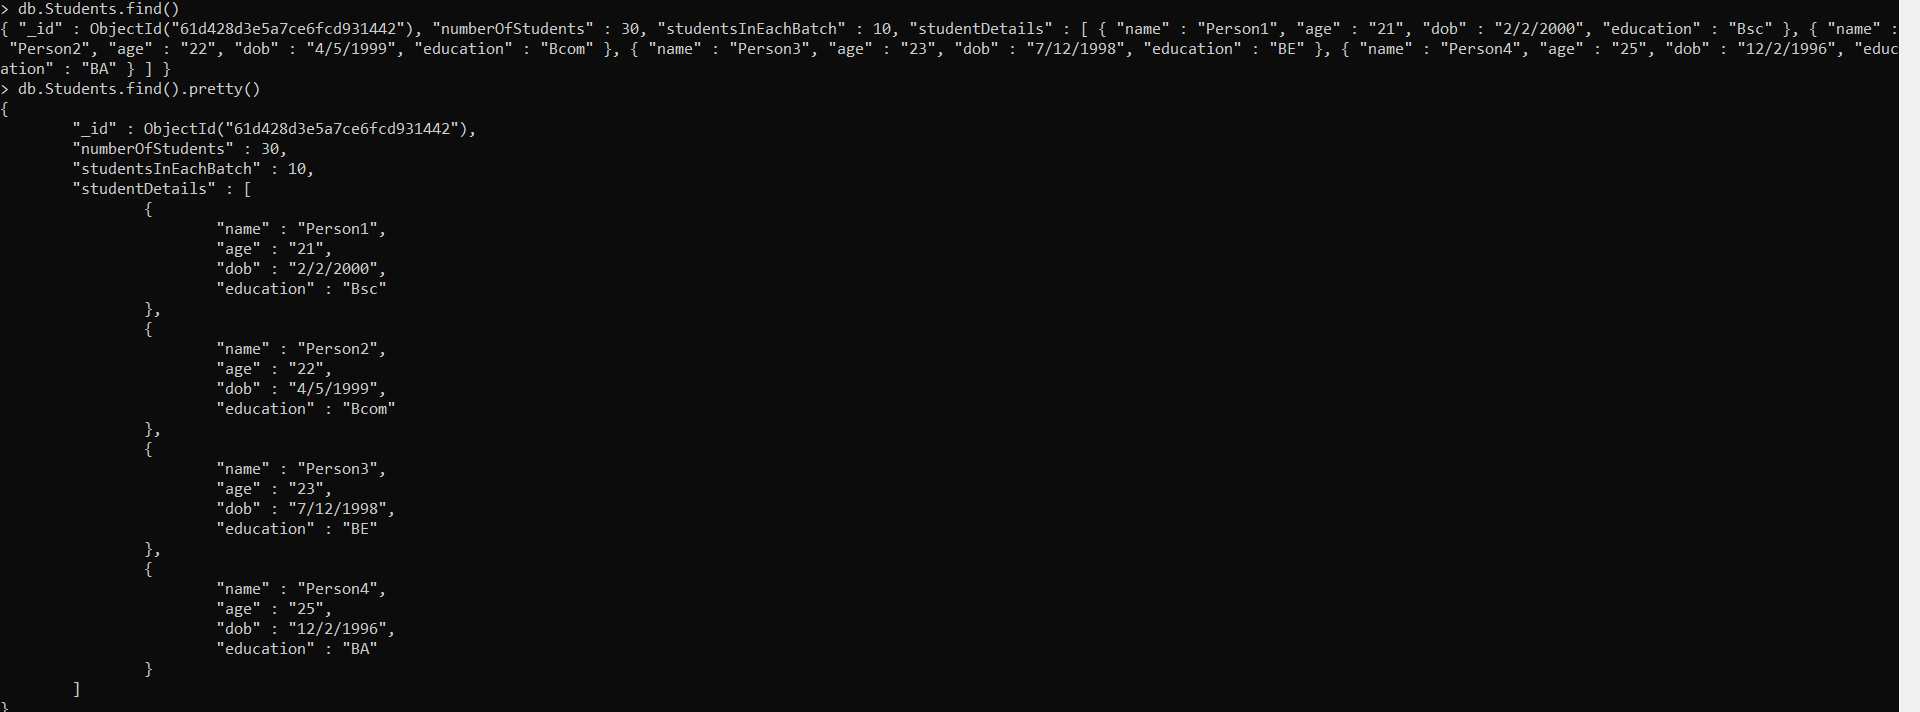 > db.Students.find()
{ "_id" : ObjectId("61d428d3e5a7ce6fcd931442"), "numberOfStudents" : 30, "studentsInEachBatch" : 10, "studentDetails" : [ { "name" : "Person1", "age" : "21", "dob" : "2/2/2000", "education" : "Bsc" }, { "name" :
 "Person2", "age" : "22", "dob" : "4/5/1999", "education" : "Bcom" }, { "name" : "Person3", "age" : "23", "dob" : "7/12/1998", "education" : "BE" }, { "name" : "Person4", "age" : "25", "dob" : "12/2/1996", "educ
ation" : "BA" } ] }
> db.Students.find().pretty()
{
        "_id" : ObjectId("61d428d3e5a7ce6fcd931442"),
        "numberOfStudents" : 30,
        "studentsInEachBatch" : 10,
        "studentDetails" : [
                {
                        "name" : "Person1",
                        "age" : "21",
                        "dob" : "2/2/2000",
                        "education" : "Bsc"
                },
                {
                        "name" : "Person2",
                        "age" : "22",
                        "dob" : "4/5/1999",
                        "education" : "Bcom"
                },
                {
                        "name" : "Person3",
                        "age" : "23",
                        "dob" : "7/12/1998",
                        "education" : "BE"
                },
                {
                        "name" : "Person4",
                        "age" : "25",
                        "dob" : "12/2/1996",
                        "education" : "BA"
                }
        ]
}